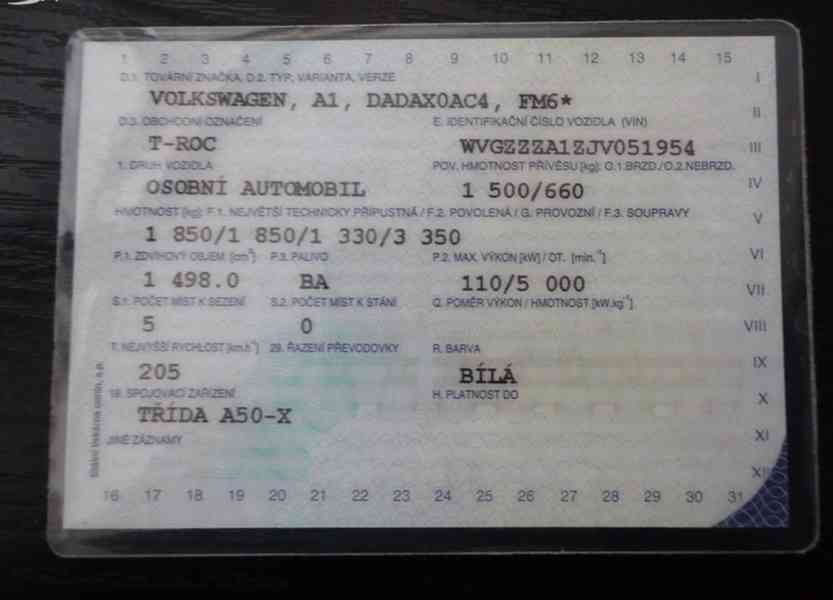 1 2 3 4 5 6 7 8 9 10 11 12 13 14 15
D.1. TOVÁRNÍ ZNAČKA, D.2. TYP, VARIANTA, VERZE I
VOLKSWAGEN, A1, DADAX0AC4, FM6*
D.3. OBCHODNÍ OZNAČENÍ E. IDENTIFIKAČNÍ ČÍSLO VOZIDLA (VIN) II
T-ROC WVGZZZA1ZJV051954 III
1. DRUH VOZIDLA POV. HMOTNOST PŘÍVĚSU [kg]: O.1.BRZD./O.2.NEBRZD.
OSOBNÍ AUTOMOBIL 1 500/660 IV
HMOTNOST [kg]: F.1. NEJVĚTŠÍ TECHNICKY PŘÍPUSTNÁ / F.2. POVOLENÁ / G. PROVOZNÍ / F.3. SOUPRAVY V
1 850/1 850/1 330/3 350
P.1. ZDVIHOVÝ OBJEM [cm³] P.3. PALIVO P.2. MAX. VÝKON [kW] / OT. [min.⁻¹] VI
1 498.0 BA 110/5 000 VII
S.1. POČET MÍST K SEZENÍ S.2. POČET MÍST K STÁNÍ Q. POMĚR VÝKON / HMOTNOST [kW.kg⁻¹]
5 0 VIII
T. NEJVYŠŠÍ RYCHLOST [km.h⁻¹] 29. ŘAZENÍ PŘEVODOVKY R. BARVA IX
205 BÍLÁ
18. SPOJOVACÍ ZAŘÍZENÍ H. PLATNOST DO X
TŘÍDA A50-X
JINÉ ZÁZNAMY XI
XII
16 17 18 19 20 21 22 23 24 25 26 27 28 29 30 31